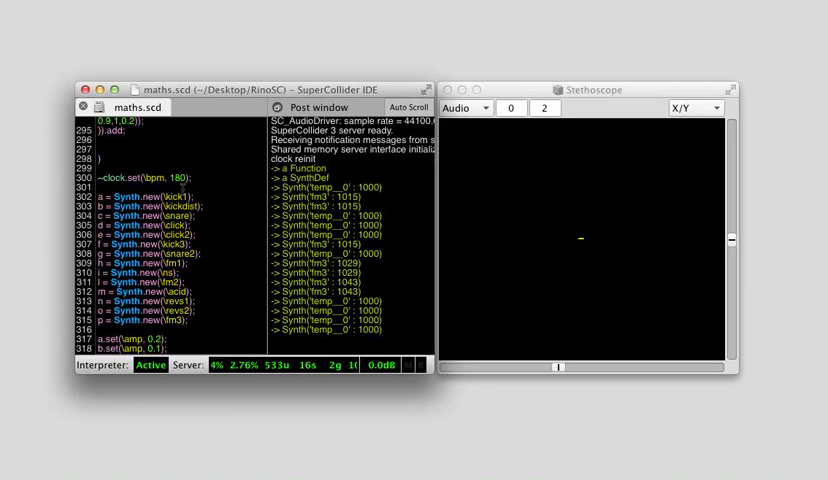 maths.scd (~/Desktop/RinoSC) - SuperCollider IDE
maths.scd
Post window
Auto Scroll
0.9,1,0.2));
295 }).add;
296
297
298 )
299
300 ~clock.set(\bpm, 180);
301
302 a = Synth.new(\kick1);
303 b = Synth.new(\kickdist);
304 c = Synth.new(\snare);
305 d = Synth.new(\click);
306 e = Synth.new(\click2);
307 f = Synth.new(\kick3);
308 g = Synth.new(\snare2);
309 h = Synth.new(\fm1);
310 i = Synth.new(\ns);
311 l = Synth.new(\fm2);
312 m = Synth.new(\acid);
313 n = Synth.new(\revs1);
314 o = Synth.new(\revs2);
315 p = Synth.new(\fm3);
316
317 a.set(\amp, 0.2);
318 b.set(\amp, 0.1);
SC_AudioDriver: sample rate = 44100.
SuperCollider 3 server ready.
Receiving notification messages from s
Shared memory server interface initializ
clock reinit
-> a Function
-> a SynthDef
-> Synth('temp__0' : 1000)
-> Synth('fm3' : 1015)
-> Synth('fm3' : 1015)
-> Synth('temp__0' : 1000)
-> Synth('temp__0' : 1000)
-> Synth('temp__0' : 1000)
-> Synth('fm3' : 1015)
-> Synth('temp__0' : 1000)
-> Synth('fm3' : 1029)
-> Synth('fm3' : 1029)
-> Synth('fm3' : 1043)
-> Synth('fm3' : 1043)
-> Synth('temp__0' : 1000)
-> Synth('temp__0' : 1000)
-> Synth('temp__0' : 1000)
-> Synth('temp__0' : 1000)
Interpreter: Active Server: 4% 2.76% 533u 16s 2g 10 0.0dB M R
Stethoscope
Audio 0 2 X/Y